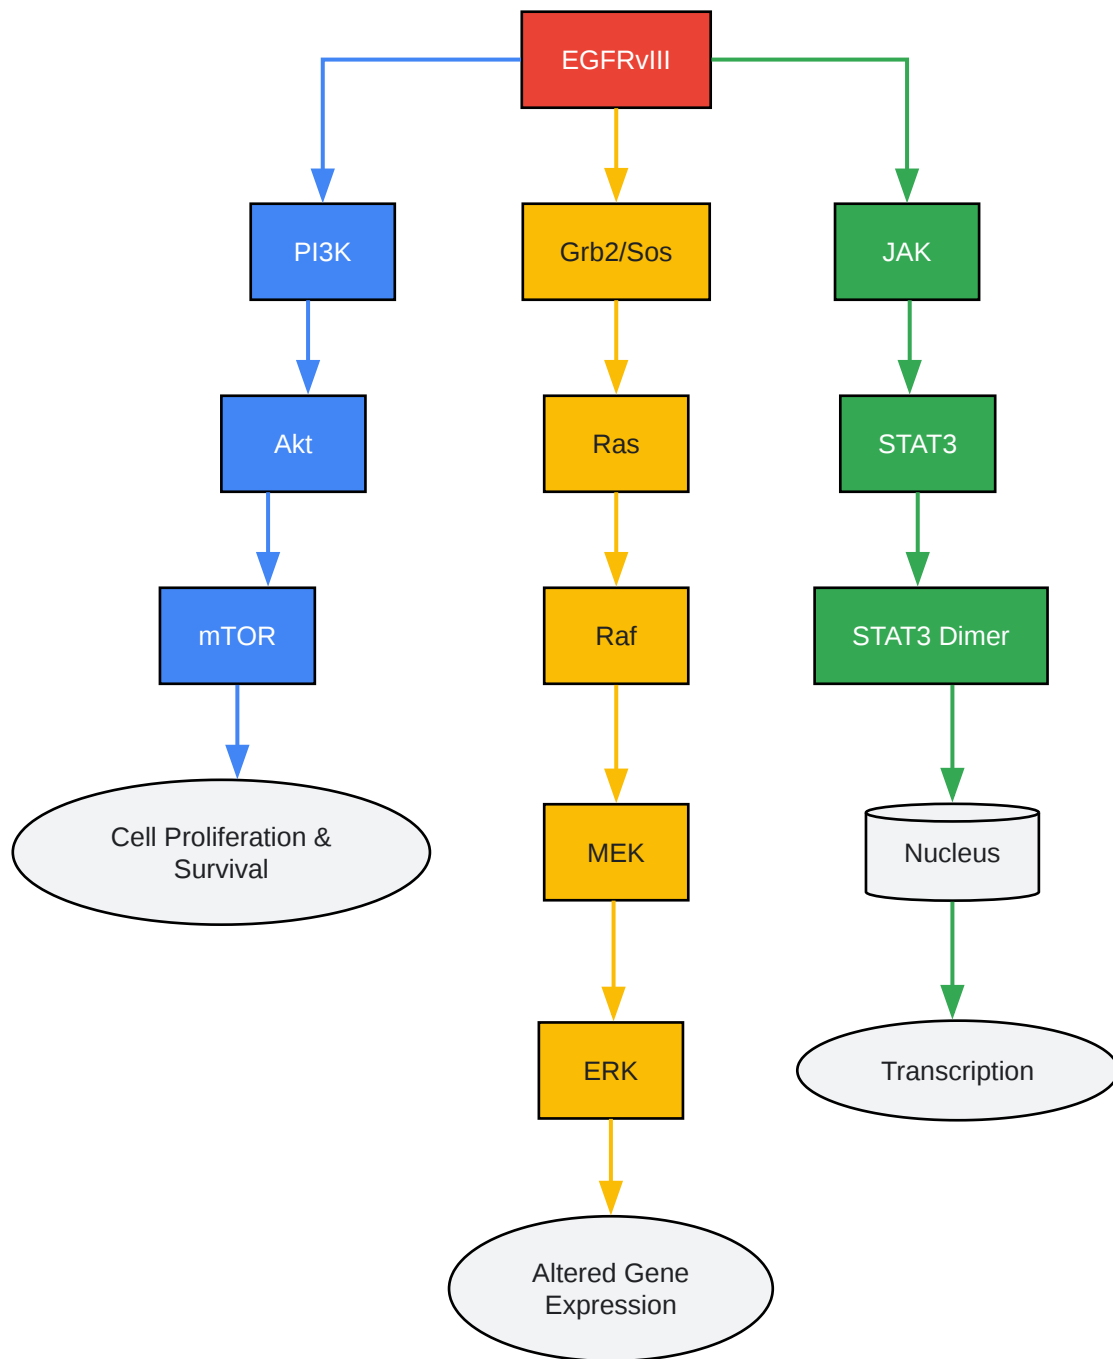 EGFRvIII
PI3K
Grb2/Sos
JAK
Akt
Ras
STAT3
mTOR
Raf
STAT3 Dimer
Cell Proliferation &
Survival
MEK
Nucleus
ERK
Transcription
Altered Gene
Expression